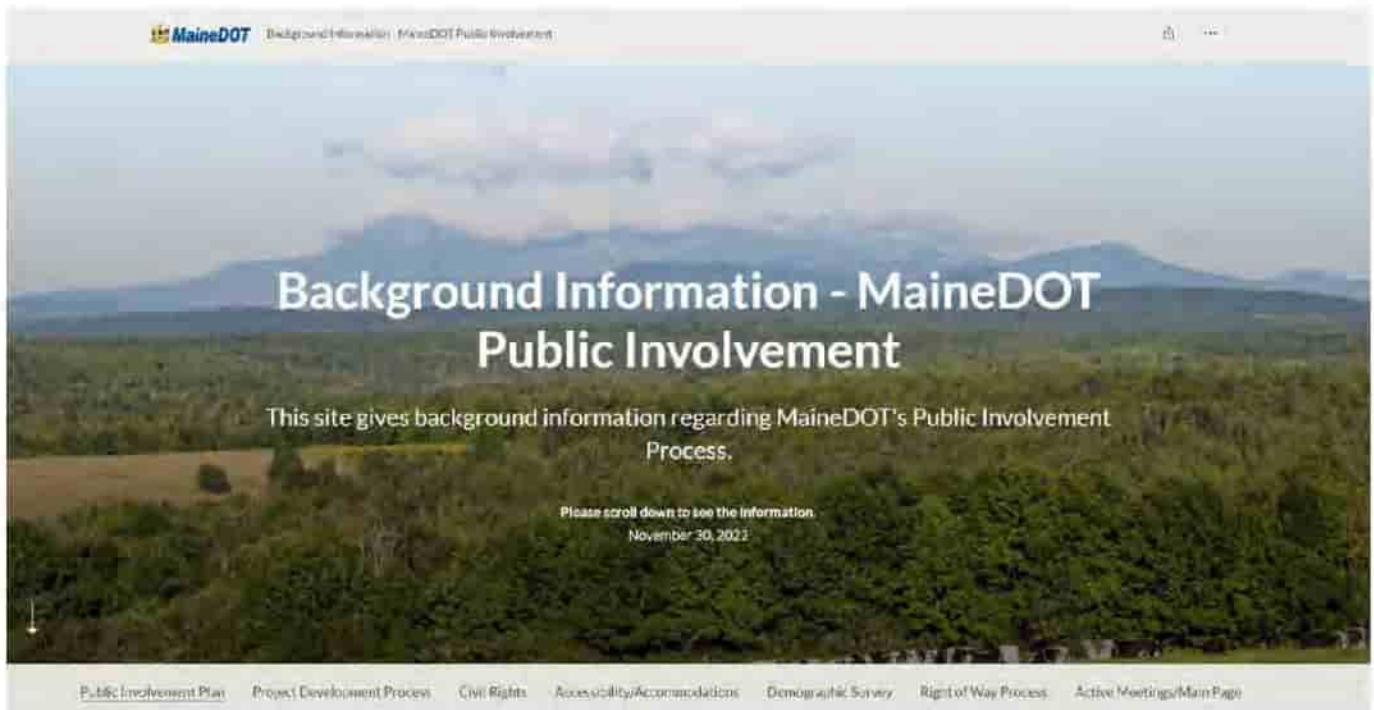 MaineDOT Background Information - MaineDOT Public Involvement
Background Information - MaineDOT
Public Involvement
This site gives background information regarding MaineDOT's Public Involvement
Process.
Please scroll down to see the information.
November 30, 2022
Public Involvement Plan Project Development Process Civil Rights Accessibility/Accommodations Demographic Survey Right of Way Process Active Meetings/Main Page